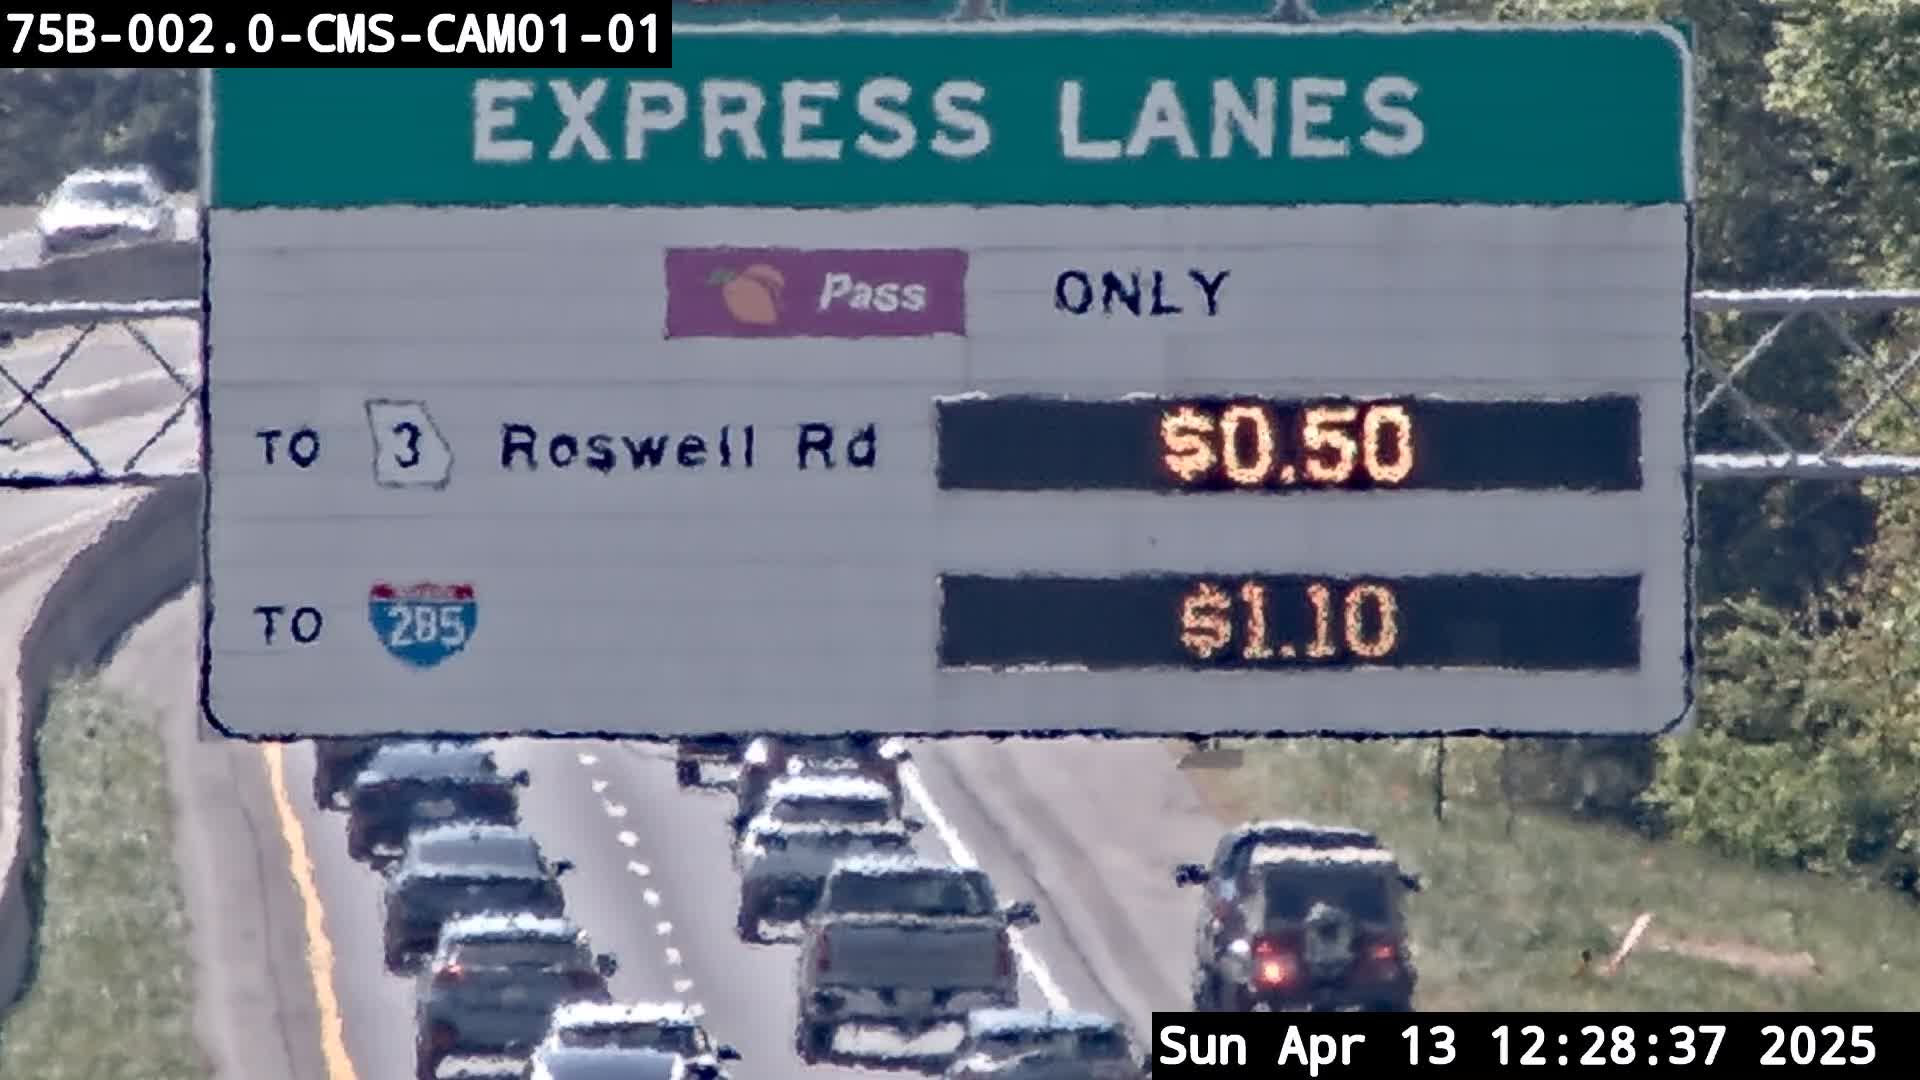 75B-002.0-CMS-CAM01-01
EXPRESS LANES
Pass ONLY
TO 3 Roswell Rd $0.50
TO 285 $1.10
Sun Apr 13 12:28:37 2025